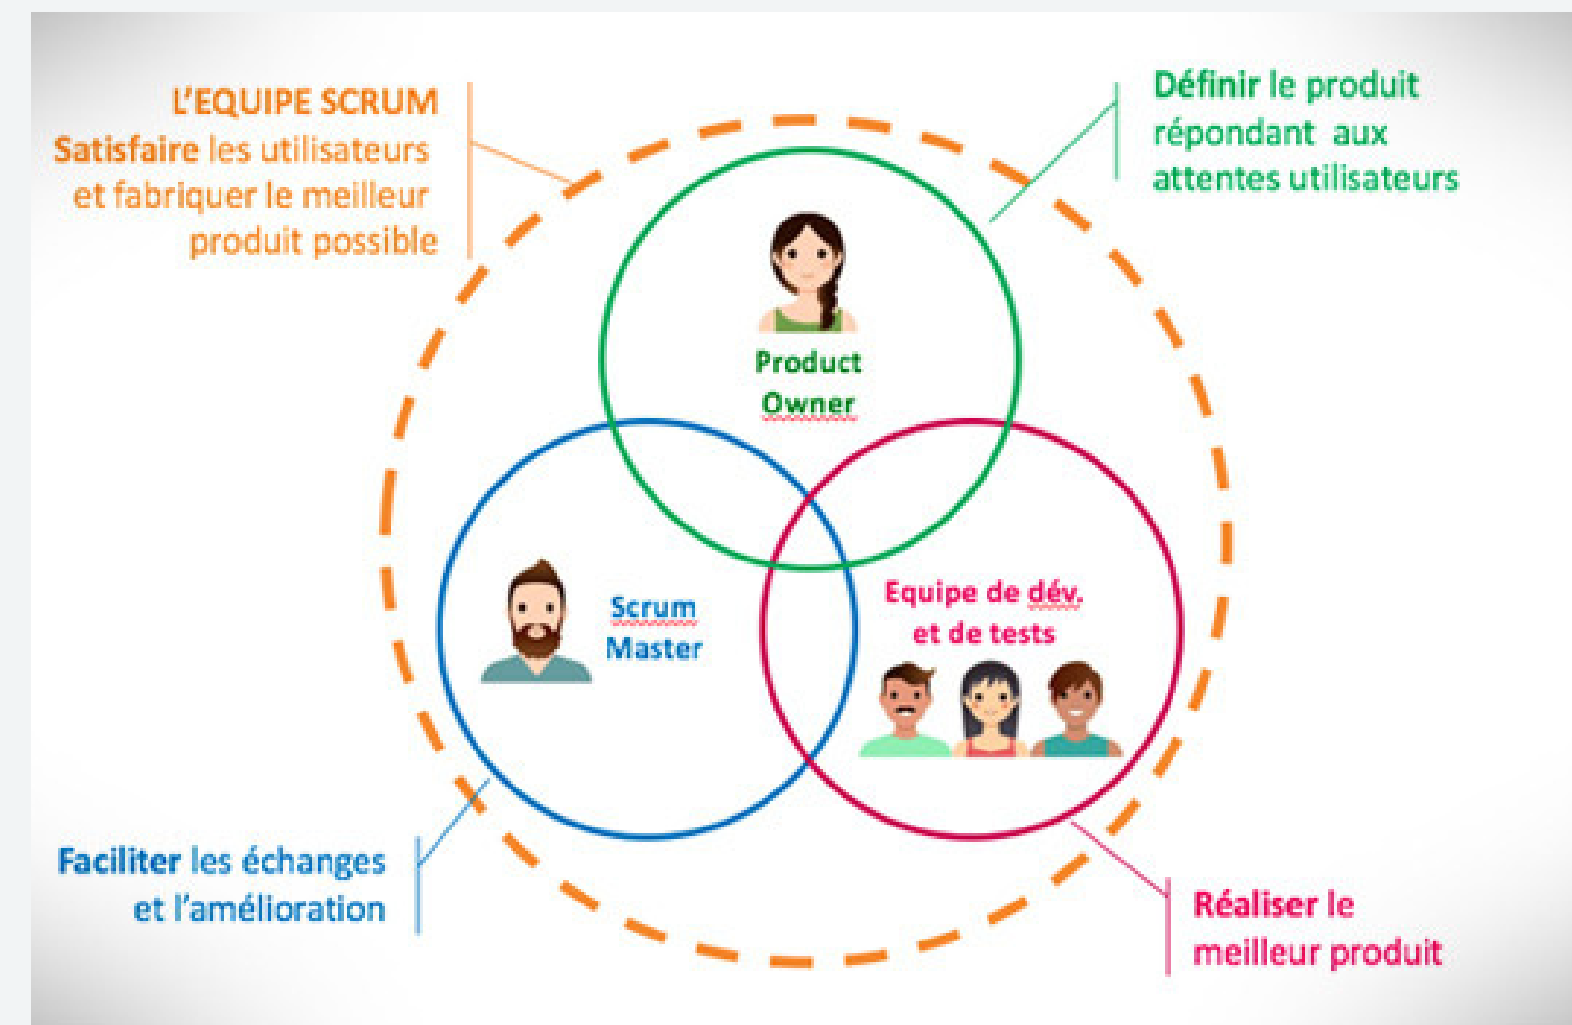 L'EQUIPE SCRUM
Satisfaire les utilisateurs
et fabriquer le meilleur
produit possible
Définir le produit
répondant aux
attentes utilisateurs
Product
Owner
Scrum
Master
Equipe de dév.
et de tests
Faciliter les échanges
et l'amélioration
Réaliser le
meilleur produit